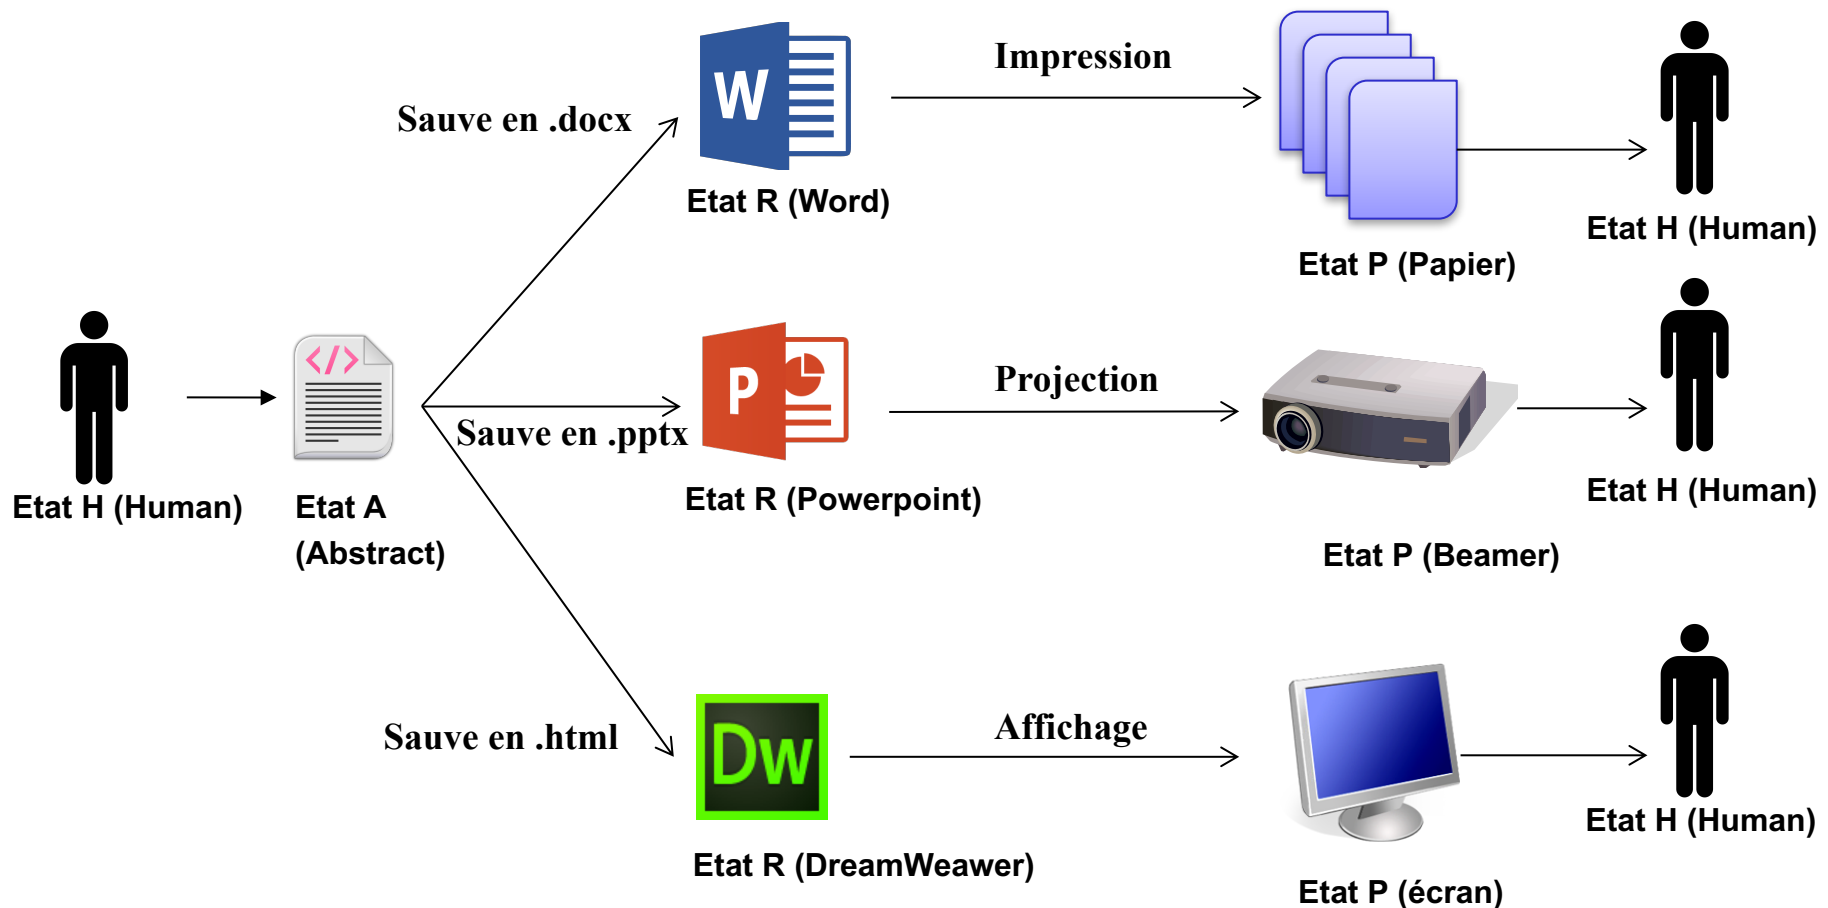 Impression
Sauve en .docx
W
Etat R (Word)
Etat H (Human)
Etat P (Papier)
</>
P
Projection
Sauve en .pptx
Etat H (Human)
Etat A
(Abstract)
Etat R (Powerpoint)
Etat H (Human)
Etat P (Beamer)
Sauve en .html
Dw
Affichage
Etat H (Human)
Etat R (DreamWeawer)
Etat P (écran)